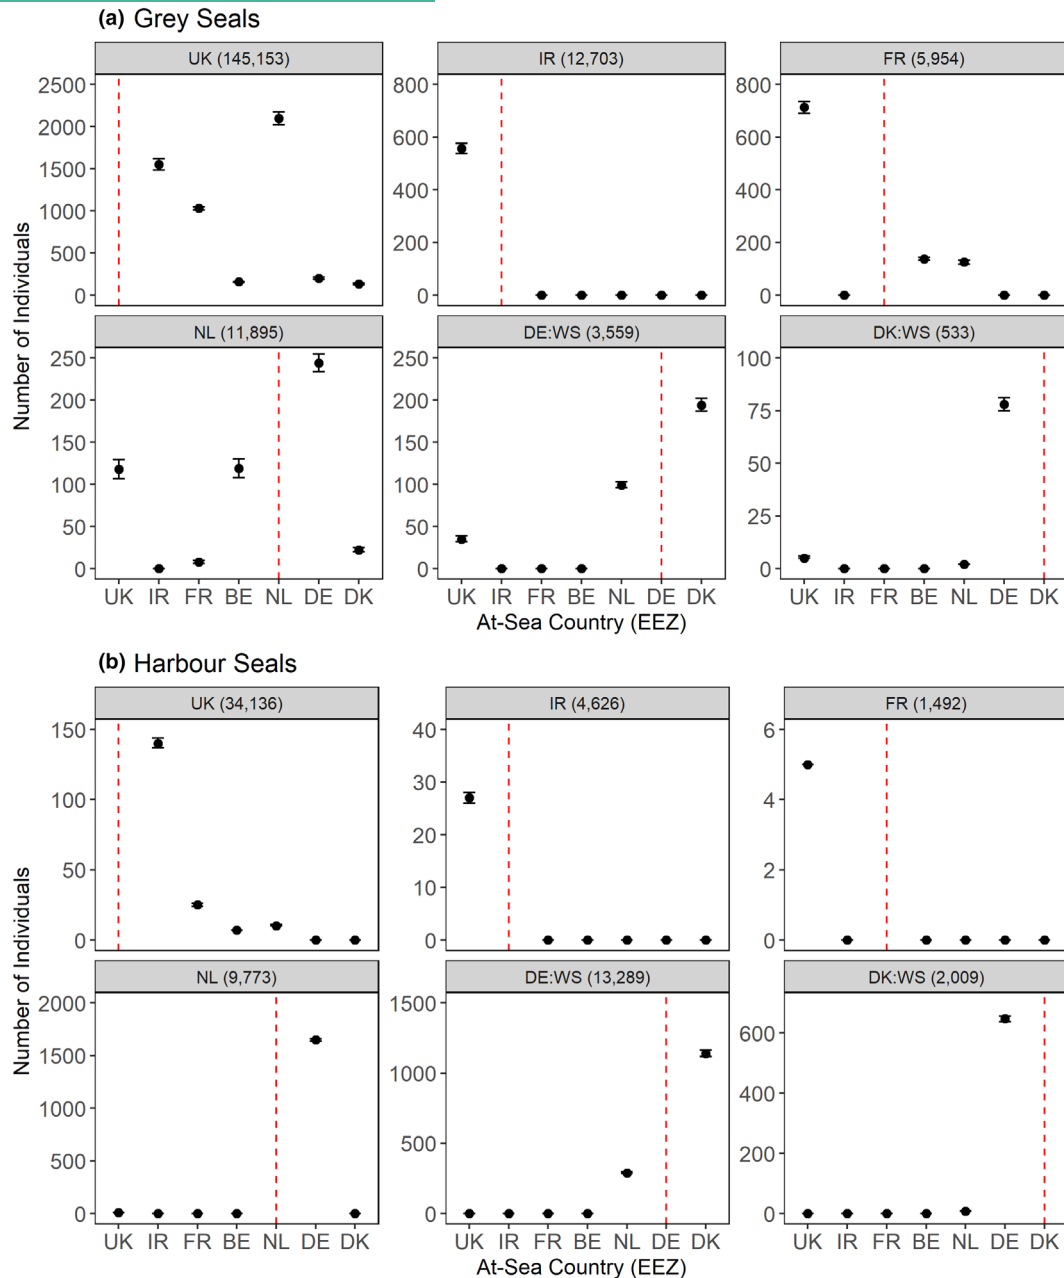 (a) Grey Seals
UK (145,153) IR (12,703) FR (5,954)
2500 2000 1500 1000 500 0
800 600 400 200 0
800 600 400 200 0
NL (11,895) DE:WS (3,559) DK:WS (533)
250 200 150 100 50 0
250 200 150 100 50 0
100 75 50 25 0
Number of Individuals
UK IR FR BE NL DE DK UK IR FR BE NL DE DK UK IR FR BE NL DE DK
At-Sea Country (EEZ)
(b) Harbour Seals
UK (34,136) IR (4,626) FR (1,492)
150 100 50 0
40 30 20 10 0
6 4 2 0
NL (9,773) DE:WS (13,289) DK:WS (2,009)
2000 1500 1000 500 0
1500 1000 500 0
600 400 200 0
Number of Individuals
UK IR FR BE NL DE DK UK IR FR BE NL DE DK UK IR FR BE NL DE DK
At-Sea Country (EEZ)